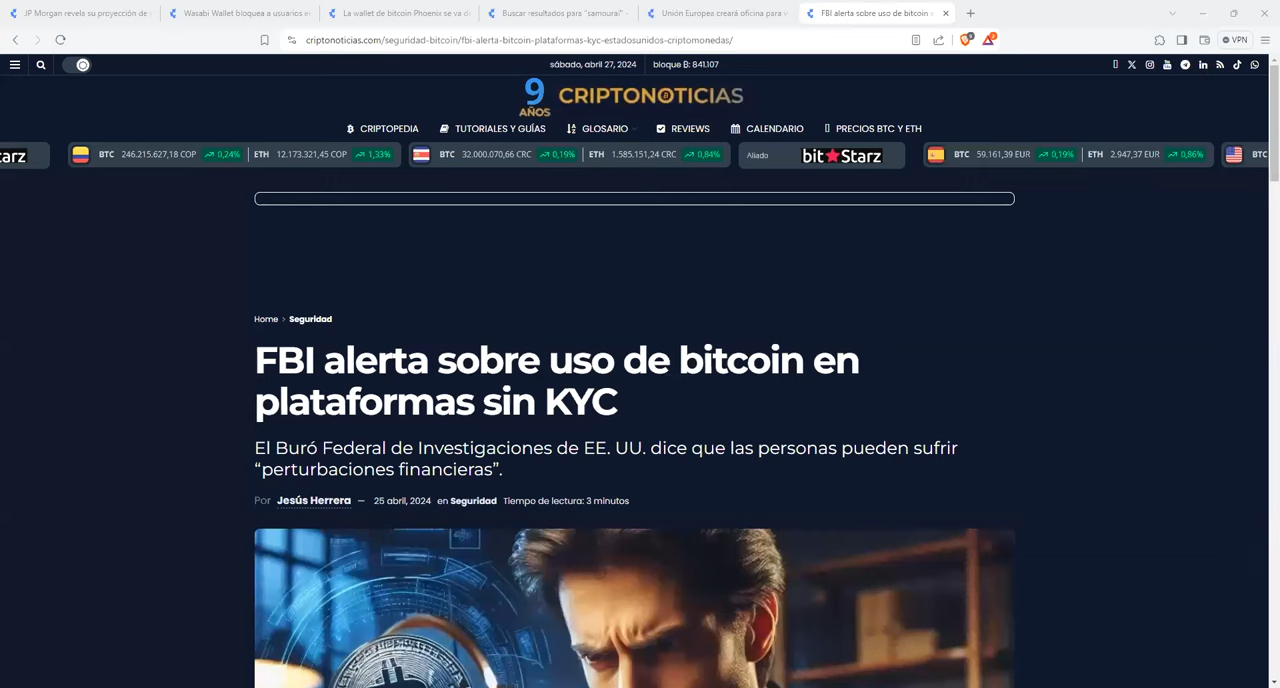 JP Morgan revela su proyección de
Wasabi Wallet bloquea a usuarios
La wallet de bitcoin Phoenix se va
Buscar resultados para "samourai" -
Unión Europea creará oficina para
FBI alerta sobre uso de bitcoin
criptonoticias.com/seguridad-bitcoin/fbi-alerta-bitcoin-plataformas-kyc-estadosunidos-criptomonedas/
VPN
sábado, abril 27, 2024
bloque ₿: 841.107
9 AÑOS CRIPTONOTICIAS
CRIPTOPEDIA TUTORIALES Y GUÍAS GLOSARIO REVIEWS CALENDARIO PRECIOS BTC Y ETH
arz BTC 246.215.627,18 COP 0,24% ETH 12.173.321,45 COP 1,33% BTC 32.000.070,66 CRC 0,19% ETH 1.585.151,24 CRC 0,84% Aliado bitStarz BTC 59.161,39 EUR 0,19% ETH 2.947,37 EUR 0,86% BTC
Home > Seguridad
FBI alerta sobre uso de bitcoin en
plataformas sin KYC
El Buró Federal de Investigaciones de EE. UU. dice que las personas pueden sufrir
“perturbaciones financieras”.
Por Jesús Herrera — 25 abril, 2024 en Seguridad Tiempo de lectura: 3 minutos